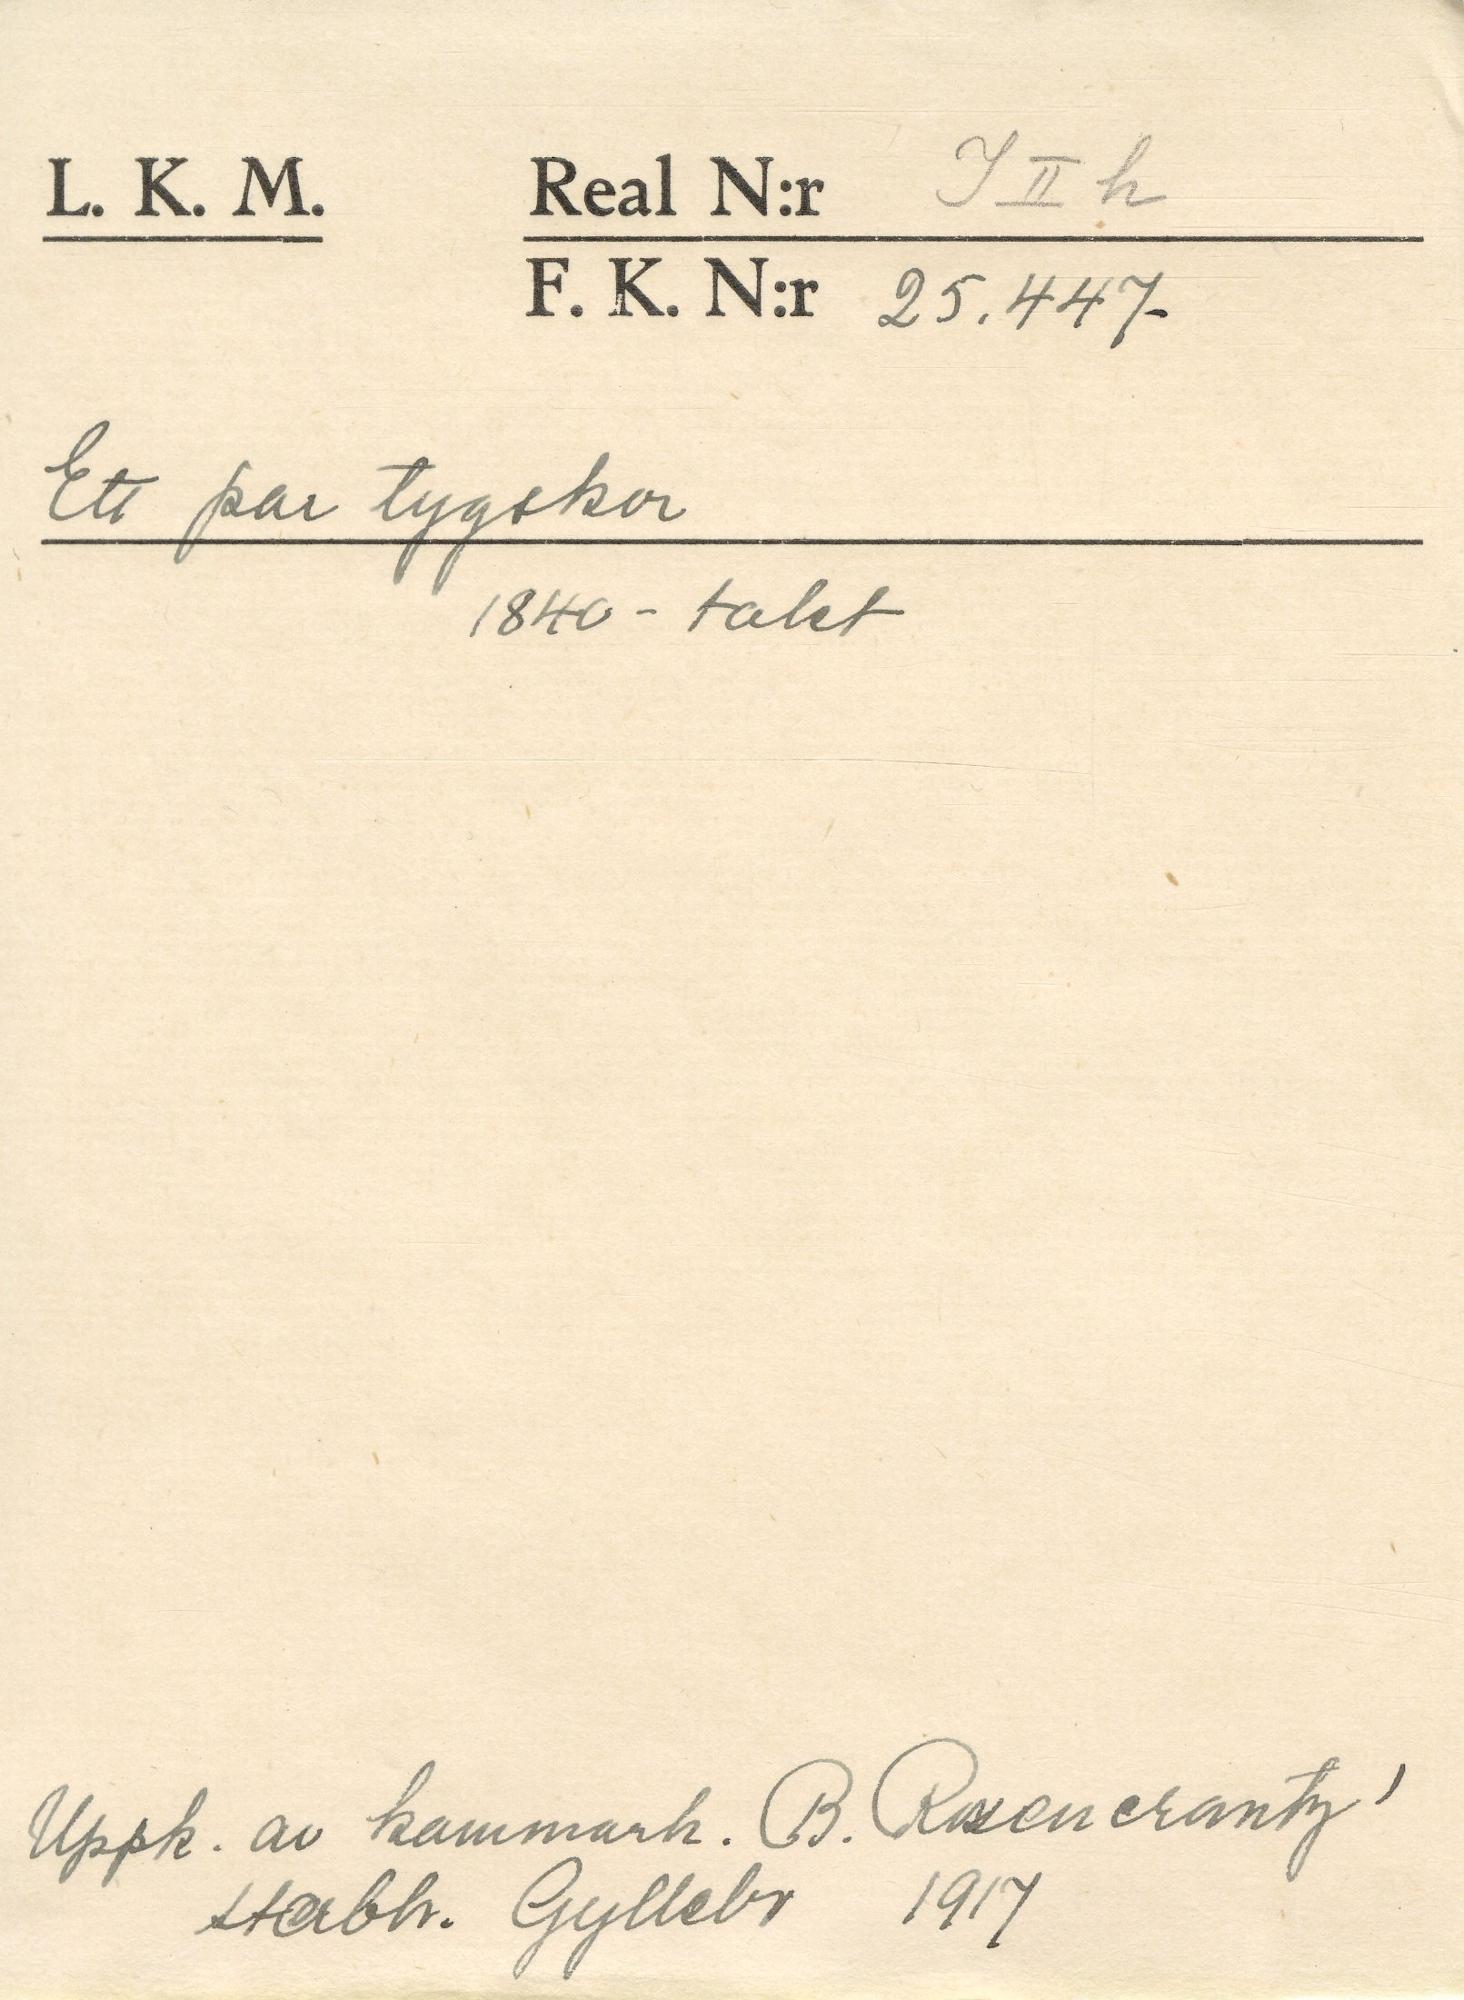 L. K. M. Real N:r I II h
F. K. N:r 25.447-
Ett par tygskor
1840-talet
Uppk. av kammarh. B. Rosencrantz'
sterbh. Gyllebo 1917